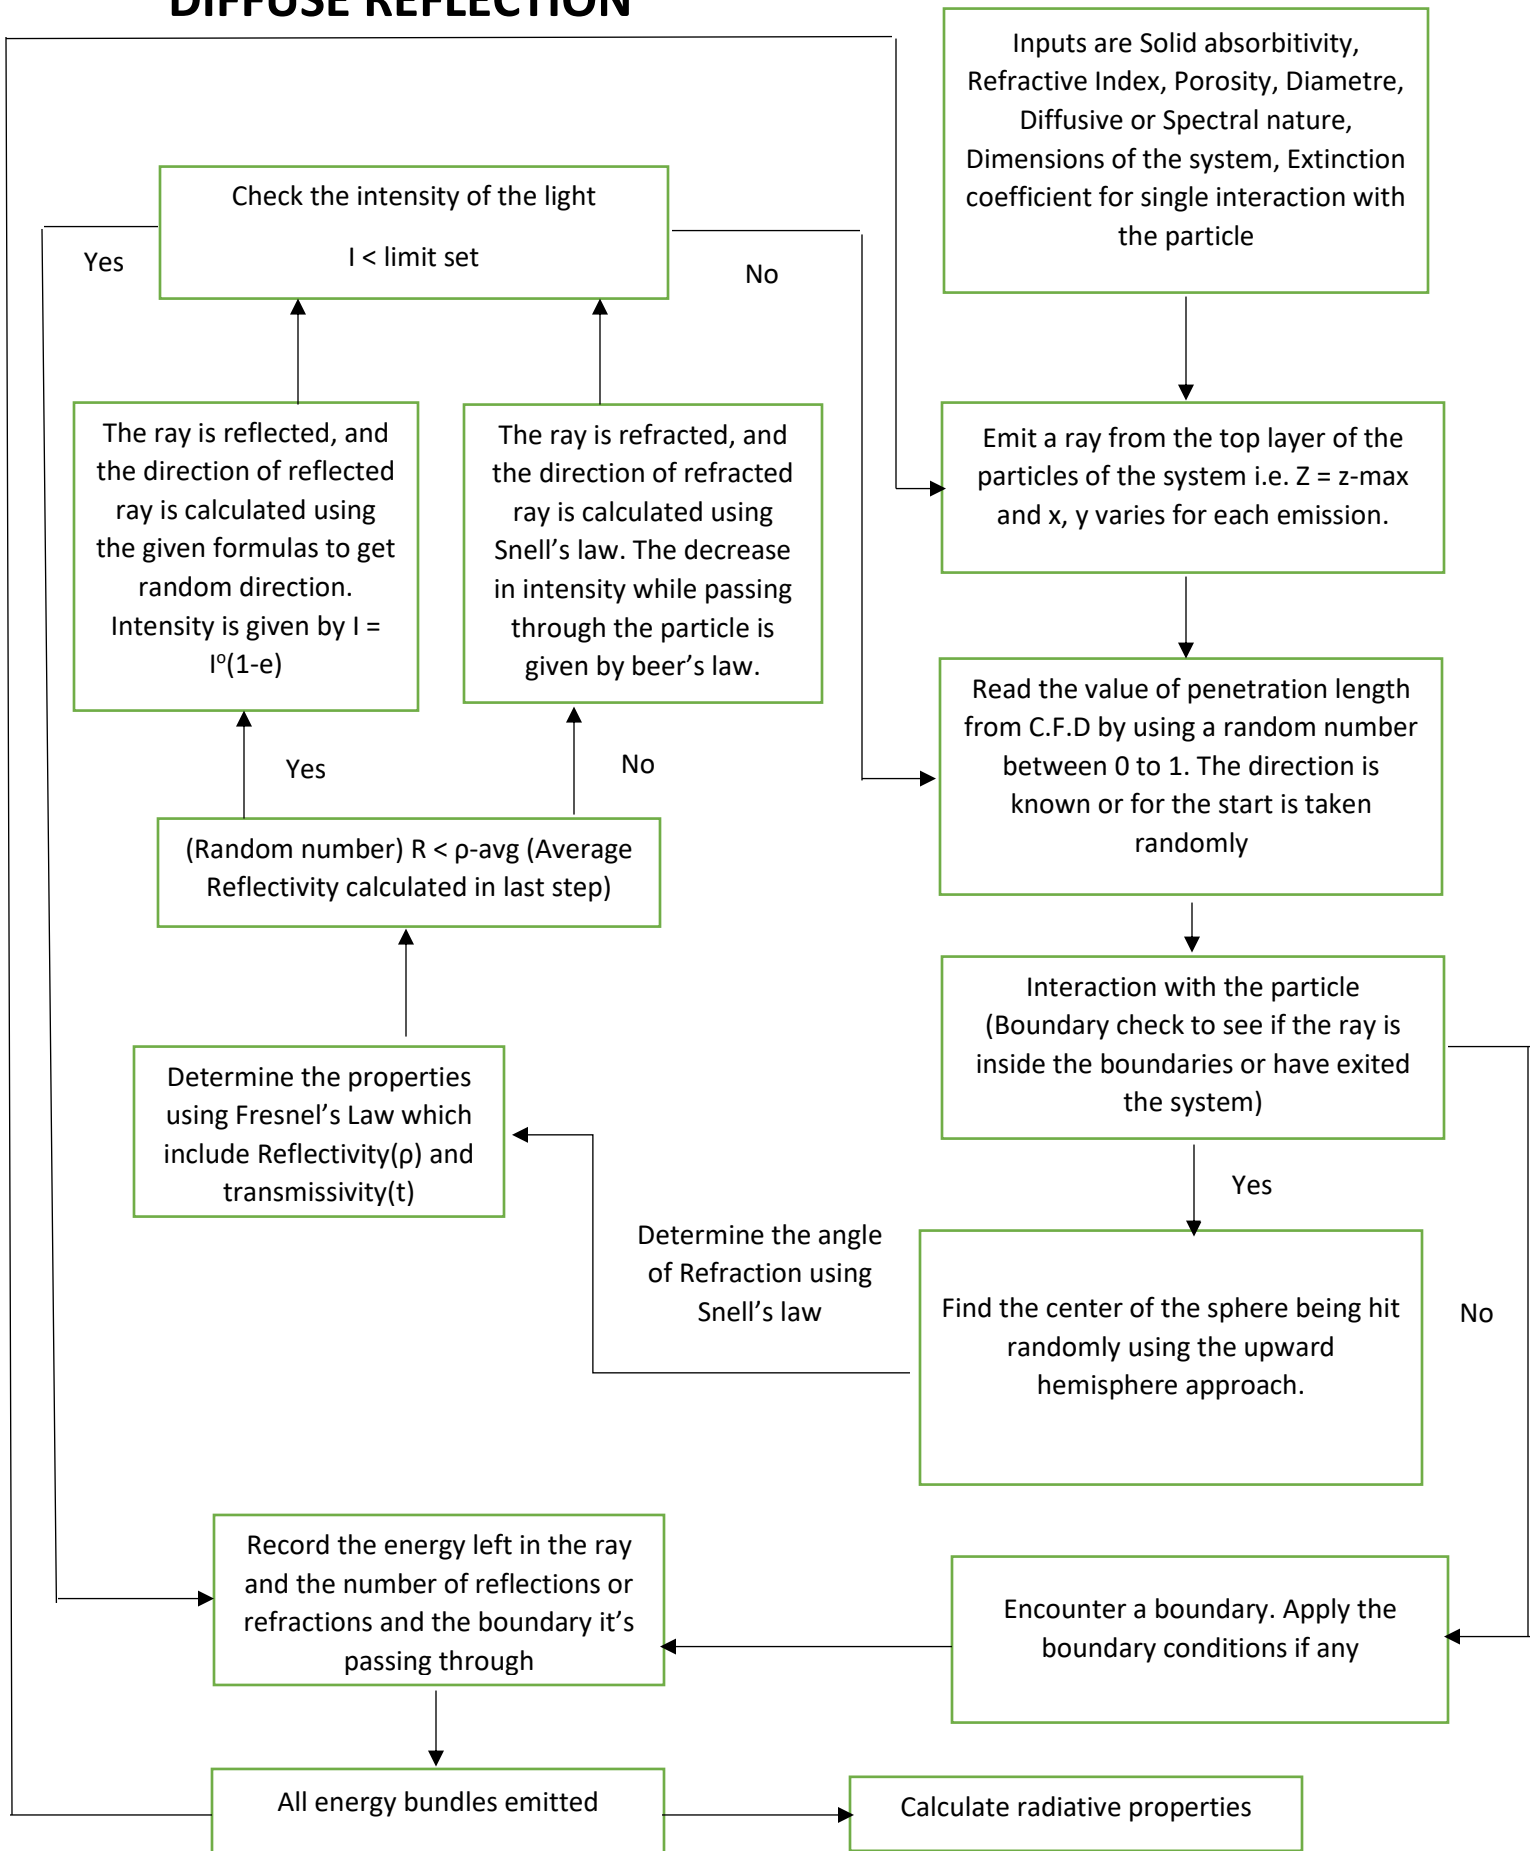 DIFFUSE REFLECTION
Inputs are Solid absorbitivity,
Refractive Index, Porosity, Diametre,
Diffusive or Spectral nature,
Dimensions of the system, Extinction
coefficient for single interaction with
the particle
Check the intensity of the light
I < limit set
Yes
No
The ray is reflected, and
the direction of reflected
ray is calculated using
the given formulas to get
random direction.
Intensity is given by I =
Iº(1-e)
The ray is refracted, and
the direction of refracted
ray is calculated using
Snell’s law. The decrease
in intensity while passing
through the particle is
given by beer’s law.
Emit a ray from the top layer of the
particles of the system i.e. Z = z-max
and x, y varies for each emission.
Read the value of penetration length
from C.F.D by using a random number
between 0 to 1. The direction is
known or for the start is taken
randomly
Yes
No
(Random number) R < ρ-avg (Average
Reflectivity calculated in last step)
Interaction with the particle
(Boundary check to see if the ray is
inside the boundaries or have exited
the system)
Determine the properties
using Fresnel’s Law which
include Reflectivity(ρ) and
transmissivity(t)
Yes
Determine the angle
of Refraction using
Snell’s law
Find the center of the sphere being hit
randomly using the upward
hemisphere approach.
No
Record the energy left in the ray
and the number of reflections or
refractions and the boundary it’s
passing through
Encounter a boundary. Apply the
boundary conditions if any
All energy bundles emitted
Calculate radiative properties